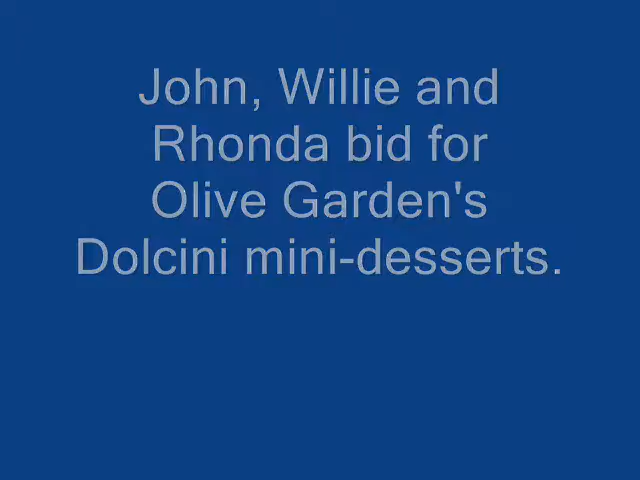 John, Willie and
Rhonda bid for
Olive Garden's
Dolcini mini-desserts.